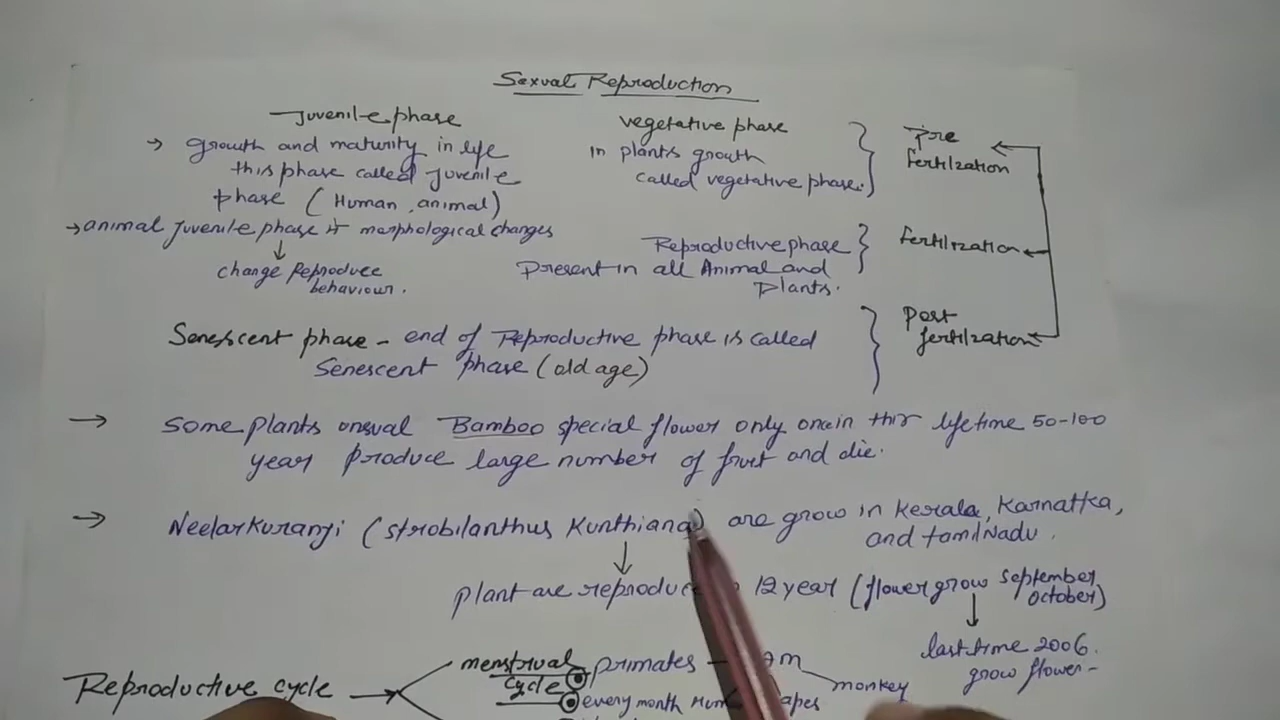 Sexual Reproduction
Juvenile phase
→ growth and maturity in life
this phase called juvenile
phase (Human, animal)
→ animal juvenile phase it morphological changes
↓
change Reproduce
behaviour.
vegetative phase
in plants growth
called vegetative phase.
Pre
fertilization
Reproductive phase
Present in all Animal and
plants.
fertilization
Senescent phase - end of Reproductive phase is called
Senescent phase (old age)
Post
fertilization
→ Some plants unsual Bamboo special flower only once in thir lifetime 50-100
year produce large number of fruit and die.
→ Neelarkuranji (strobilanthus Kunthiana) are grow in Kerala, Karnatka,
and tamilNadu.
↓
plant are reproduce 12 year (flower grow september
october)
↓
last time 2006.
grow flower-
Reproductive cycle →
menstrual primates -
cycle
every month apes
monkey